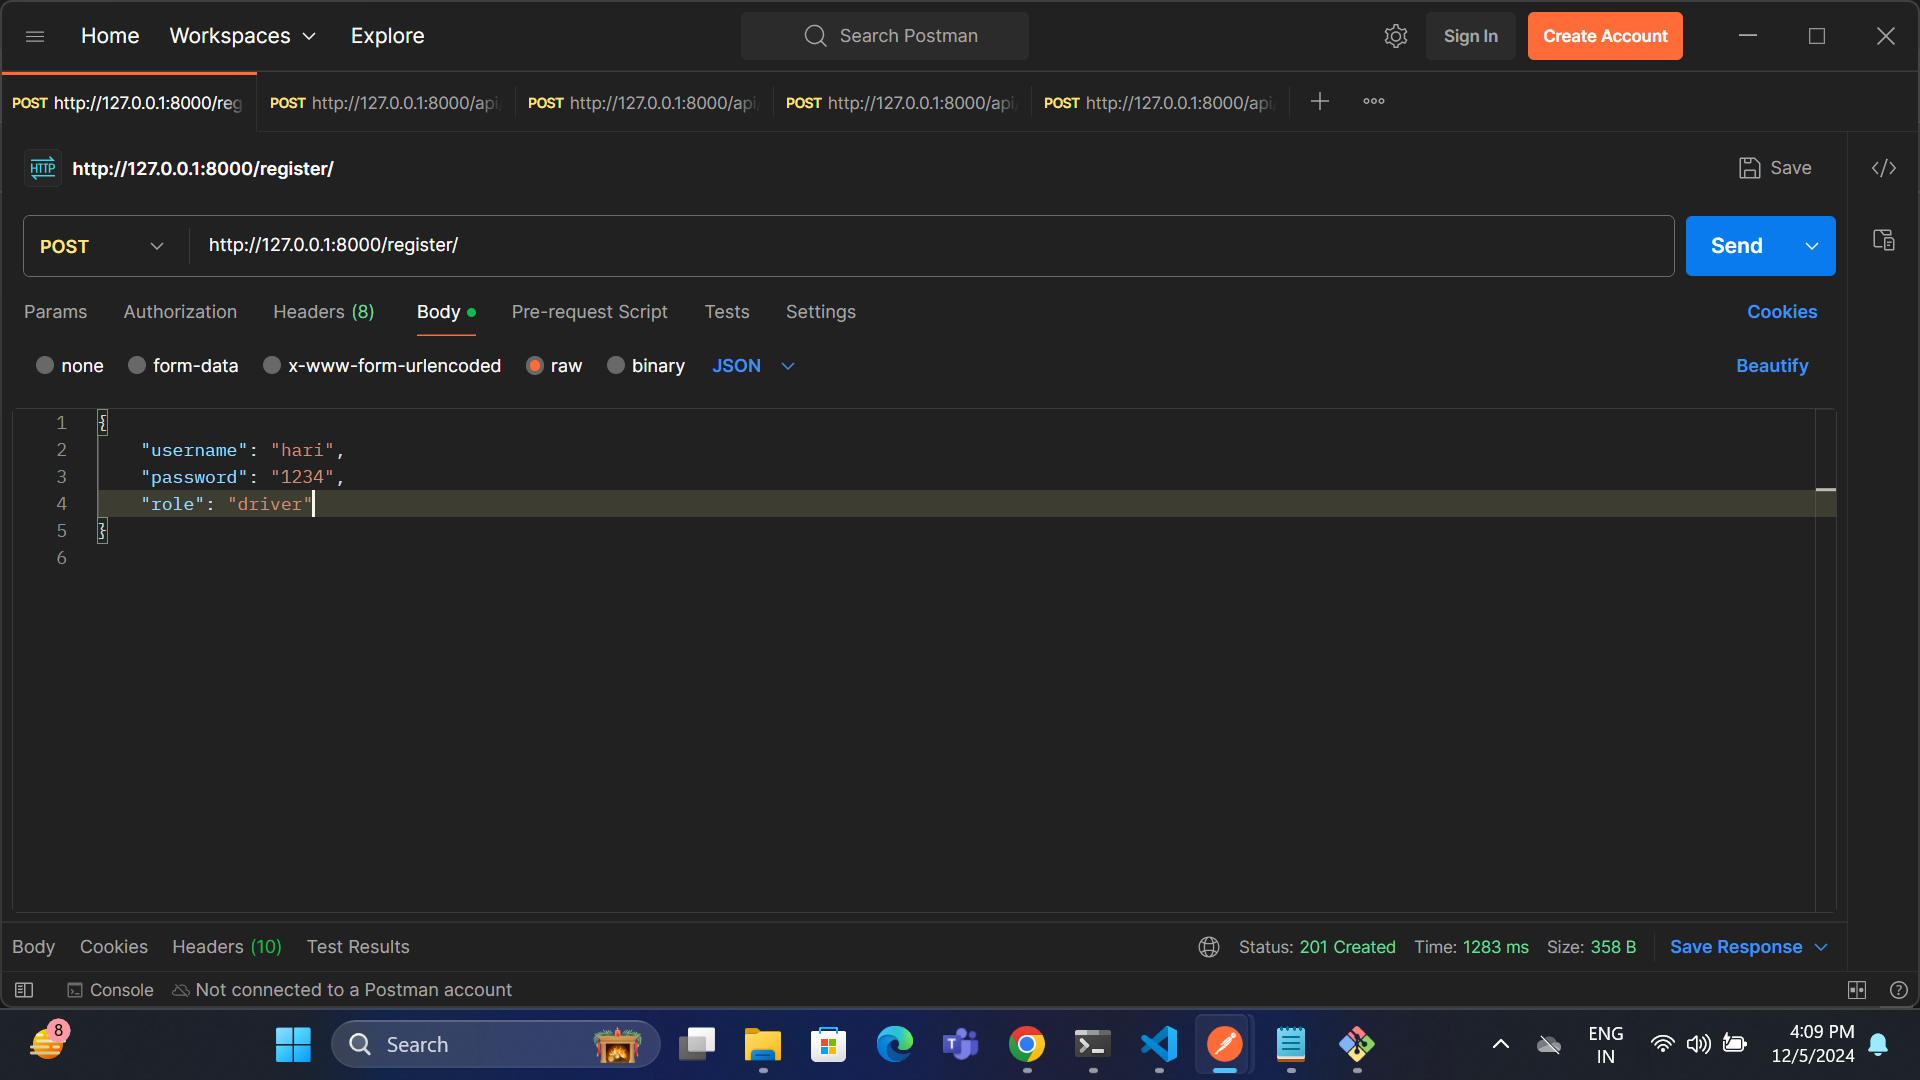 Home Workspaces Explore Search Postman Sign In Create Account
POST http://127.0.0.1:8000/reg POST http://127.0.0.1:8000/api POST http://127.0.0.1:8000/api POST http://127.0.0.1:8000/api POST http://127.0.0.1:8000/api
HTTP http://127.0.0.1:8000/register/ Save </>
POST http://127.0.0.1:8000/register/ Send
Params Authorization Headers (8) Body Pre-request Script Tests Settings Cookies
none form-data x-www-form-urlencoded raw binary JSON Beautify
1 {
2 "username": "hari",
3 "password": "1234",
4 "role": "driver"
5 }
6
Body Cookies Headers (10) Test Results Status: 201 Created Time: 1283 ms Size: 358 B Save Response
Console Not connected to a Postman account
8 Search ENG IN 4:09 PM
12/5/2024